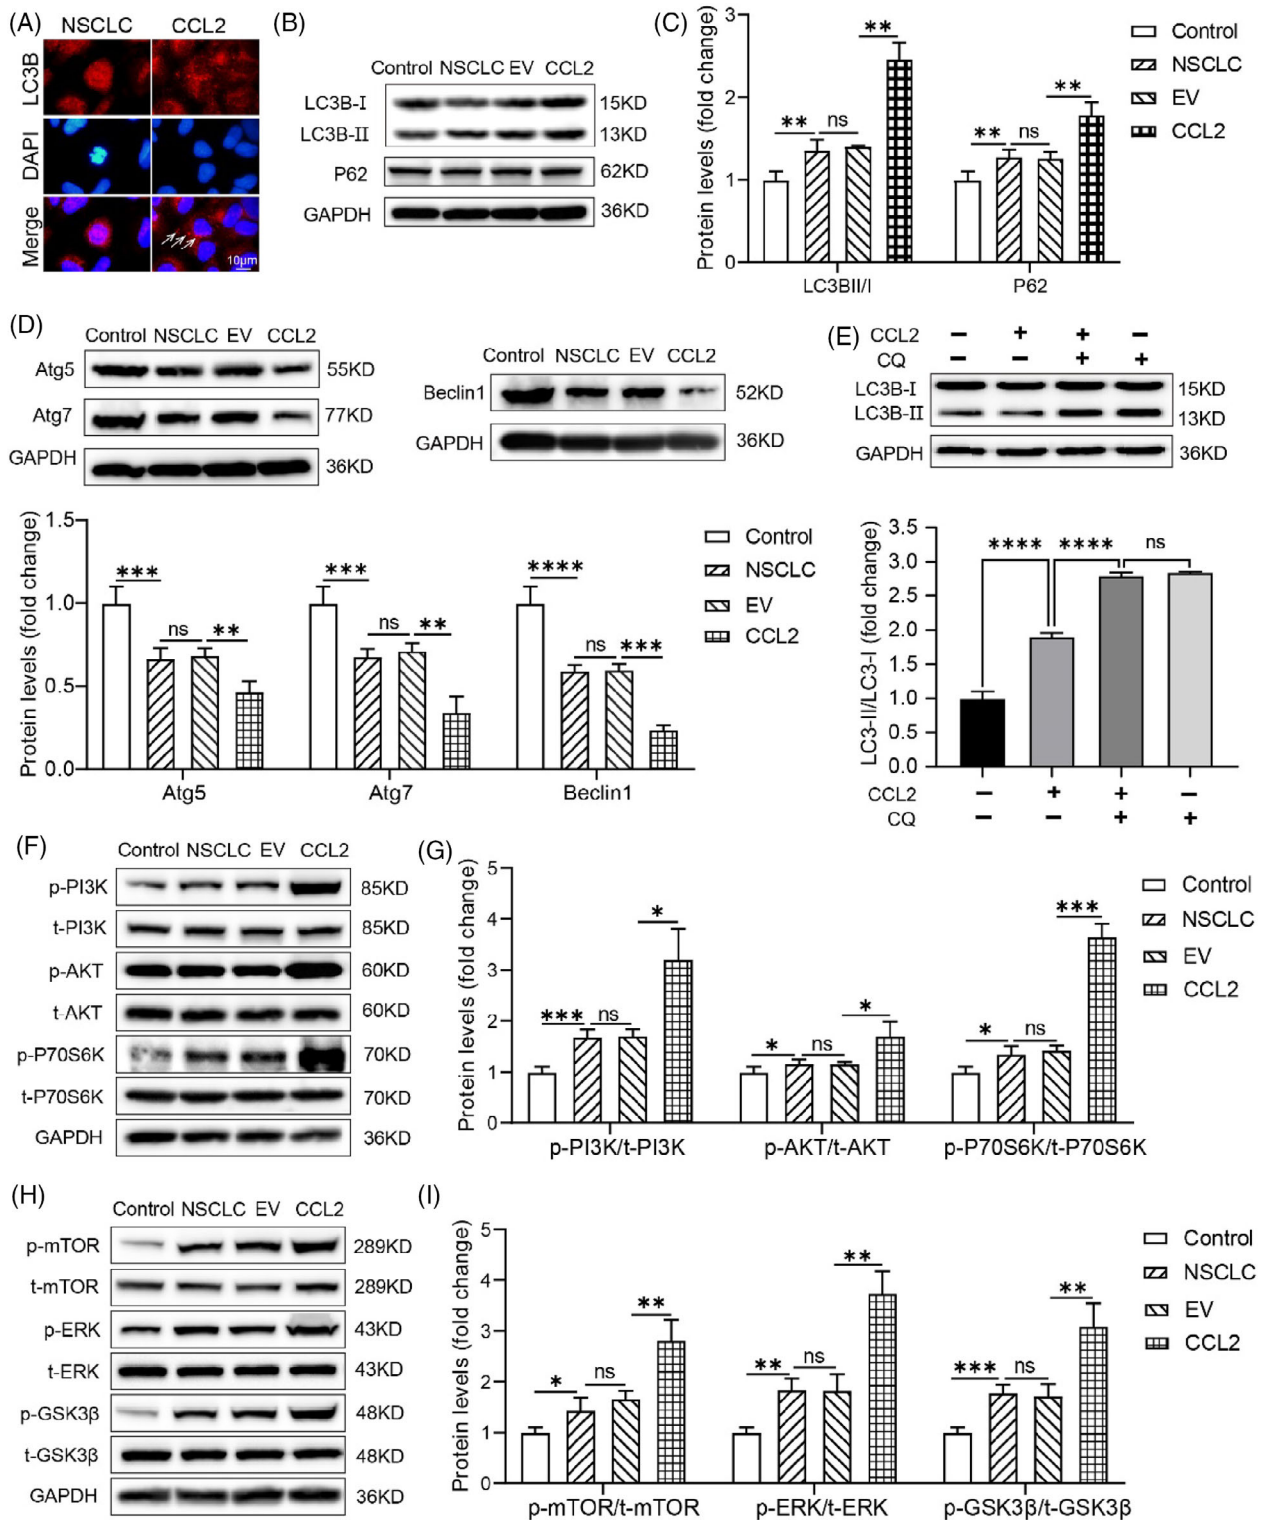 (A)
NSCLC CCL2
LC3B
DAPI
Merge
10μm
(B)
Control NSCLC EV CCL2
LC3B-I 15KD
LC3B-II 13KD
P62 62KD
GAPDH 36KD
(C)
Protein levels (fold change)
3
2
1
0
** ns **
** ns **
LC3BII/I P62
Control
NSCLC
EV
CCL2
(D)
Control NSCLC EV CCL2
Atg5 55KD
Atg7 77KD
GAPDH 36KD
Control NSCLC EV CCL2
Beclin1 52KD
GAPDH 36KD
Protein levels (fold change)
1.5
1.0
0.5
0.0
*** ns **
*** ns **
**** ns ***
Atg5 Atg7 Beclin1
Control
NSCLC
EV
CCL2
(E)
CCL2 − + + −
CQ − − + +
LC3B-I 15KD
LC3B-II 13KD
GAPDH 36KD
LC3-II/LC3-I (fold change)
3.5
3.0
2.5
2.0
1.5
1.0
0.5
0.0
**** **** ns
CCL2 − + + −
CQ − − + +
(F)
Control NSCLC EV CCL2
p-PI3K 85KD
t-PI3K 85KD
p-AKT 60KD
t-AKT 60KD
p-P70S6K 70KD
t-P70S6K 70KD
GAPDH 36KD
(G)
Protein levels (fold change)
5
4
3
2
1
0
*** ns *
* ns *
* ns ***
p-PI3K/t-PI3K p-AKT/t-AKT p-P70S6K/t-P70S6K
Control
NSCLC
EV
CCL2
(H)
Control NSCLC EV CCL2
p-mTOR 289KD
t-mTOR 289KD
p-ERK 43KD
t-ERK 43KD
p-GSK3β 48KD
t-GSK3β 48KD
GAPDH 36KD
(I)
Protein levels (fold change)
5
4
3
2
1
0
* ns **
** ns **
*** ns **
p-mTOR/t-mTOR p-ERK/t-ERK p-GSK3β/t-GSK3β
Control
NSCLC
EV
CCL2